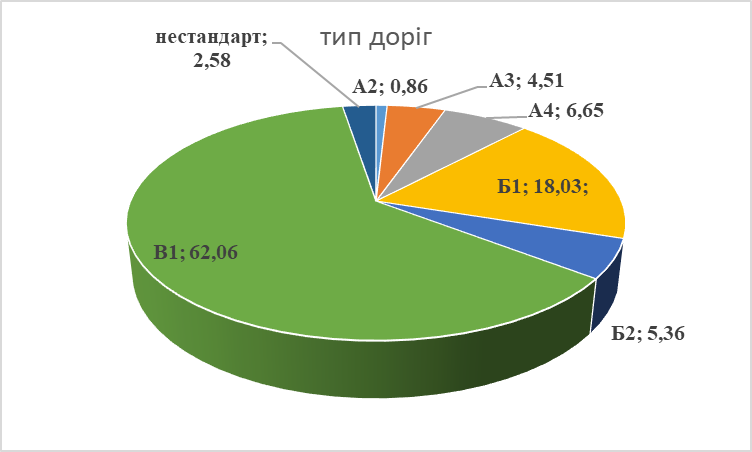 тип доріг
нестандарт;
2,58
А2; 0,86
А3; 4,51
А4; 6,65
Б1; 18,03;
В1; 62,06
Б2; 5,36